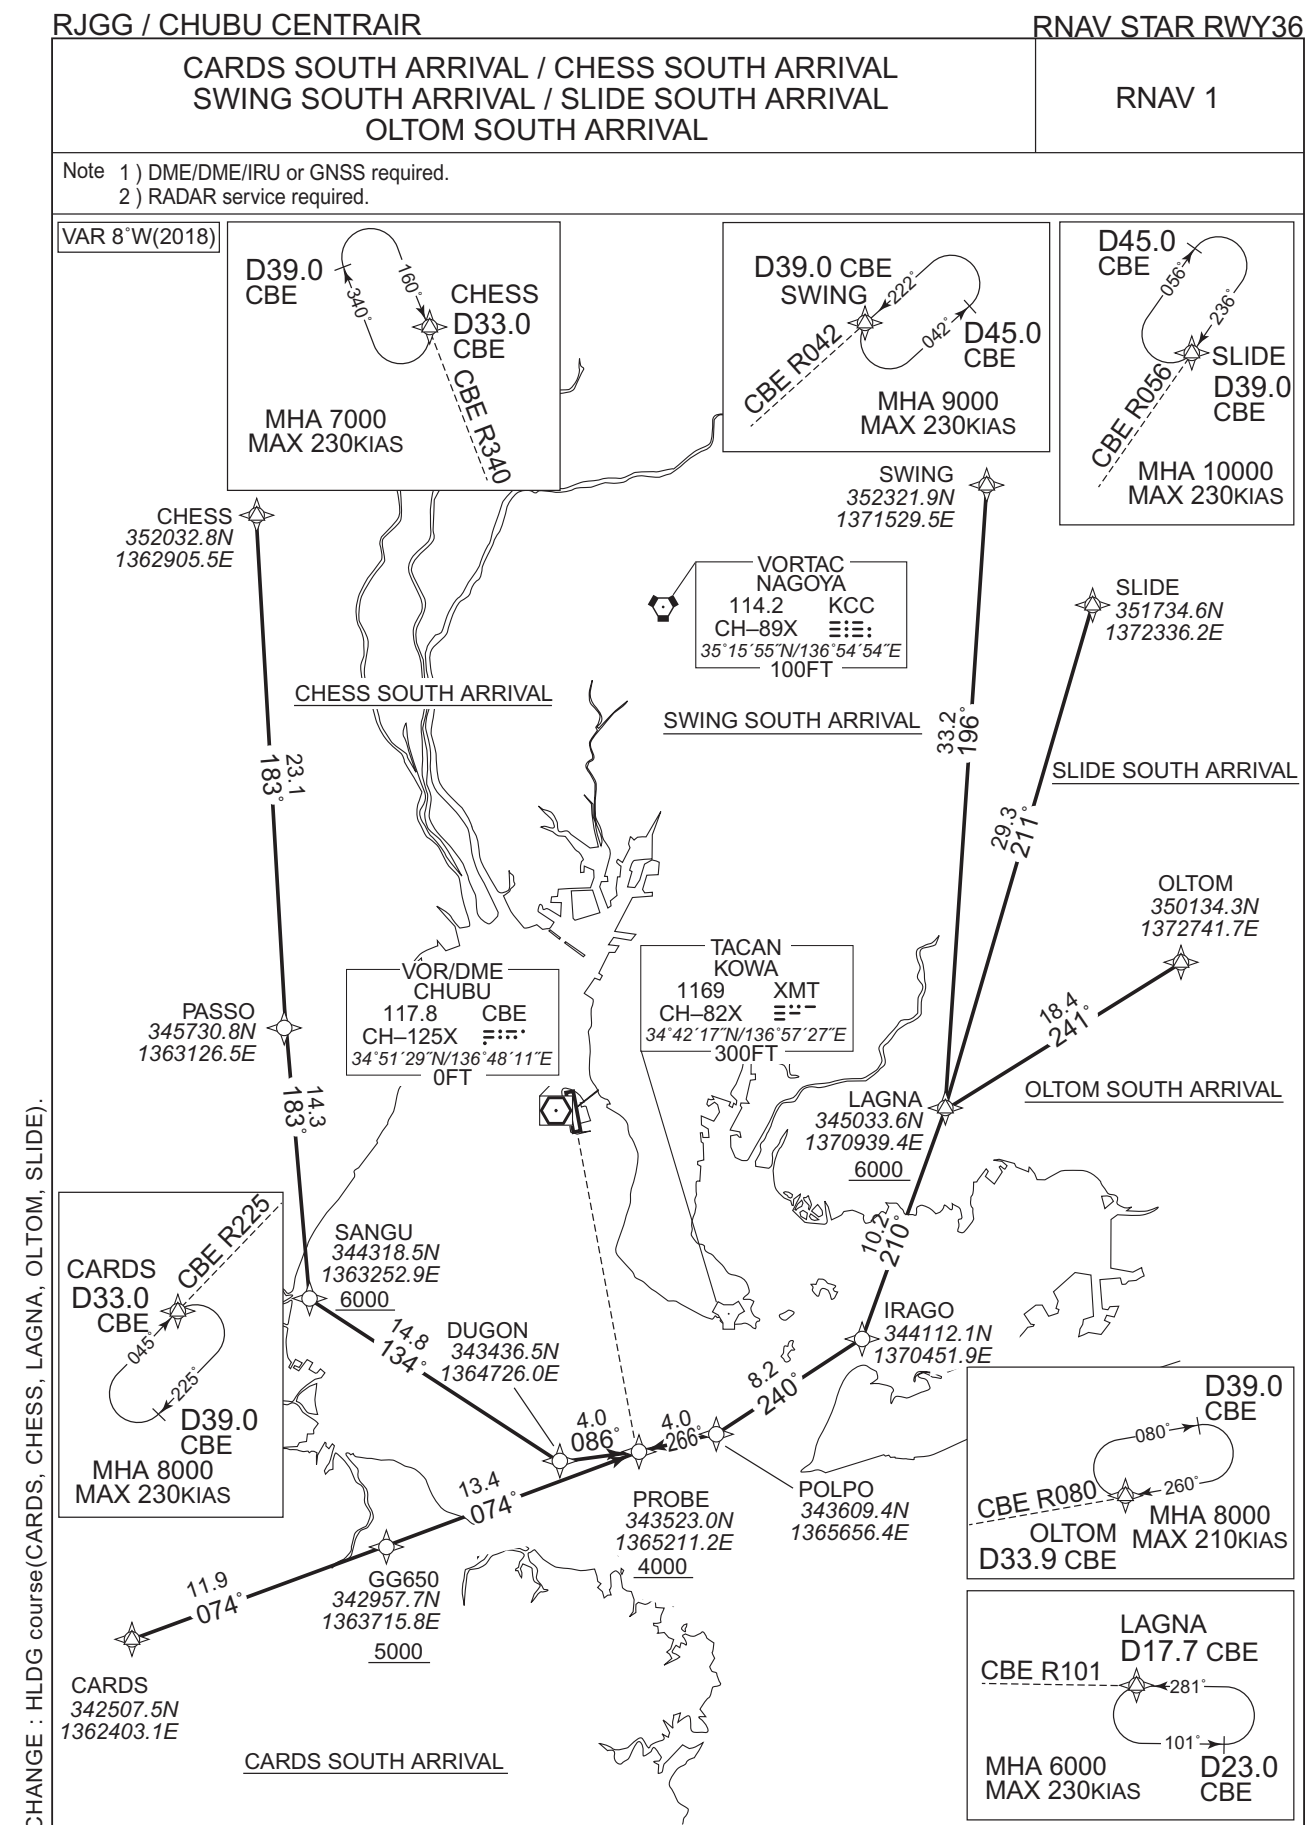 RJGG / CHUBU CENTRAIR
RNAV STAR RWY36
CARDS SOUTH ARRIVAL / CHESS SOUTH ARRIVAL
SWING SOUTH ARRIVAL / SLIDE SOUTH ARRIVAL
OLTOM SOUTH ARRIVAL
RNAV 1
Note 1 ) DME/DME/IRU or GNSS required.
2 ) RADAR service required.
VAR 8˚W(2018)
D39.0
CBE
340˚
160˚
CHESS
D33.0
CBE
CBE R340
MHA 7000
MAX 230KIAS
D39.0 CBE
SWING
222˚
042˚
D45.0
CBE
CBE R042
MHA 9000
MAX 230KIAS
D45.0
CBE
056˚
236˚
SLIDE
D39.0
CBE
CBE R056
MHA 10000
MAX 230KIAS
CHESS
352032.8N
1362905.5E
SWING
352321.9N
1371529.5E
VORTAC
NAGOYA
114.2 KCC
CH–89X
35˚15´55˝N/136˚54´54˝E
100FT
SLIDE
351734.6N
1372336.2E
CHESS SOUTH ARRIVAL
SWING SOUTH ARRIVAL
33.2
196˚
23.1
183˚
SLIDE SOUTH ARRIVAL
29.3
211˚
OLTOM
350134.3N
1372741.7E
PASSO
345730.8N
1363126.5E
VOR/DME
CHUBU
117.8 CBE
CH–125X
34˚51´29˝N/136˚48´11˝E
0FT
TACAN
KOWA
1169 XMT
CH–82X
34˚42´17˝N/136˚57´27˝E
300FT
18.4
241˚
OLTOM SOUTH ARRIVAL
LAGNA
345033.6N
1370939.4E
6000
14.3
183˚
CBE R225
CARDS
D33.0
CBE
045˚
225˚
D39.0
CBE
MHA 8000
MAX 230KIAS
SANGU
344318.5N
1363252.9E
6000
10.2
210˚
14.8
134˚
DUGON
343436.5N
1364726.0E
IRAGO
344112.1N
1370451.9E
8.2
240˚
4.0
086˚
4.0
266˚
13.4
074˚
PROBE
343523.0N
1365211.2E
4000
POLPO
343609.4N
1365656.4E
D39.0
CBE
080˚
260˚
CBE R080
OLTOM
D33.9 CBE
MHA 8000
MAX 210KIAS
11.9
074˚
GG650
342957.7N
1363715.8E
5000
CARDS
342507.5N
1362403.1E
CARDS SOUTH ARRIVAL
LAGNA
D17.7 CBE
CBE R101
281˚
101˚
D23.0
CBE
MHA 6000
MAX 230KIAS
CHANGE : HLDG course(CARDS, CHESS, LAGNA, OLTOM, SLIDE).